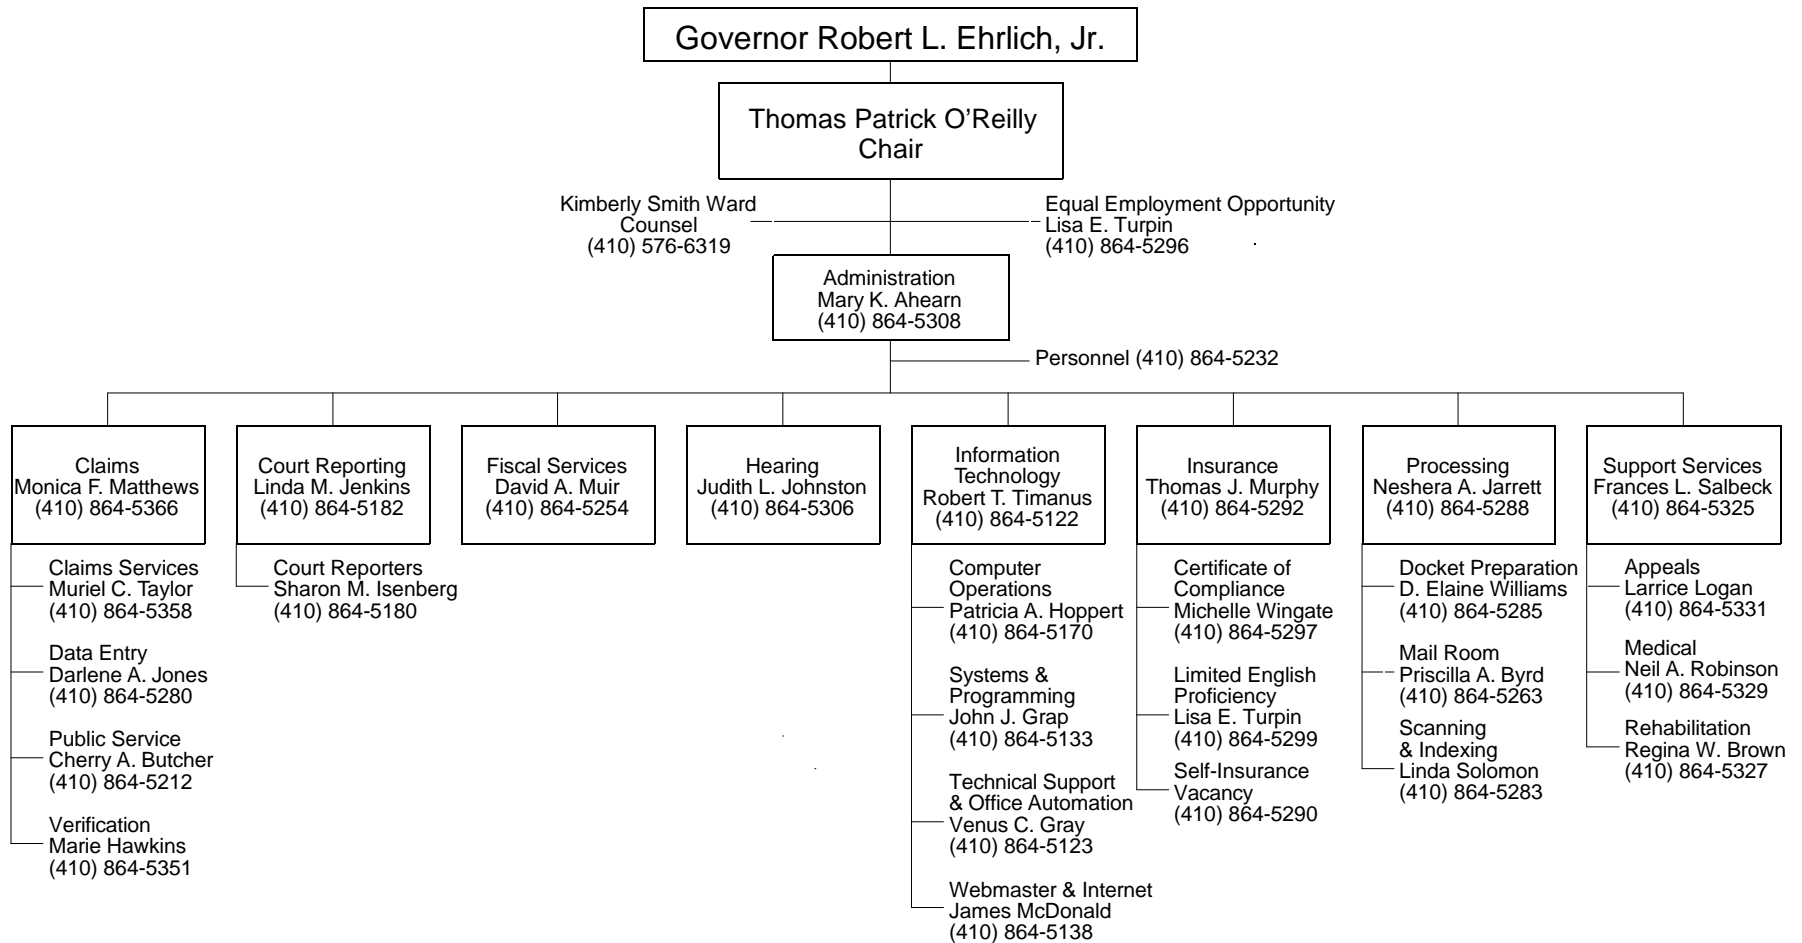 Governor Robert L. Ehrlich, Jr.
Thomas Patrick O'Reilly
Chair
Kimberly Smith Ward
Counsel
(410) 576-6319
Equal Employment Opportunity
Lisa E. Turpin
(410) 864-5296
Administration
Mary K. Ahearn
(410) 864-5308
Personnel (410) 864-5232
Claims
Monica F. Matthews
(410) 864-5366
Claims Services
Muriel C. Taylor
(410) 864-5358
Data Entry
Darlene A. Jones
(410) 864-5280
Public Service
Cherry A. Butcher
(410) 864-5212
Verification
Marie Hawkins
(410) 864-5351
Court Reporting
Linda M. Jenkins
(410) 864-5182
Court Reporters
Sharon M. Isenberg
(410) 864-5180
Fiscal Services
David A. Muir
(410) 864-5254
Hearing
Judith L. Johnston
(410) 864-5306
Information
Technology
Robert T. Timanus
(410) 864-5122
Computer
Operations
Patricia A. Hoppert
(410) 864-5170
Systems &
Programming
John J. Grap
(410) 864-5133
Technical Support
& Office Automation
Venus C. Gray
(410) 864-5123
Webmaster & Internet
James McDonald
(410) 864-5138
Insurance
Thomas J. Murphy
(410) 864-5292
Certificate of
Compliance
Michelle Wingate
(410) 864-5297
Limited English
Proficiency
Lisa E. Turpin
(410) 864-5299
Self-Insurance
Vacancy
(410) 864-5290
Processing
Neshera A. Jarrett
(410) 864-5288
Docket Preparation
D. Elaine Williams
(410) 864-5285
Mail Room
Priscilla A. Byrd
(410) 864-5263
Scanning
& Indexing
Linda Solomon
(410) 864-5283
Support Services
Frances L. Salbeck
(410) 864-5325
Appeals
Larrice Logan
(410) 864-5331
Medical
Neil A. Robinson
(410) 864-5329
Rehabilitation
Regina W. Brown
(410) 864-5327